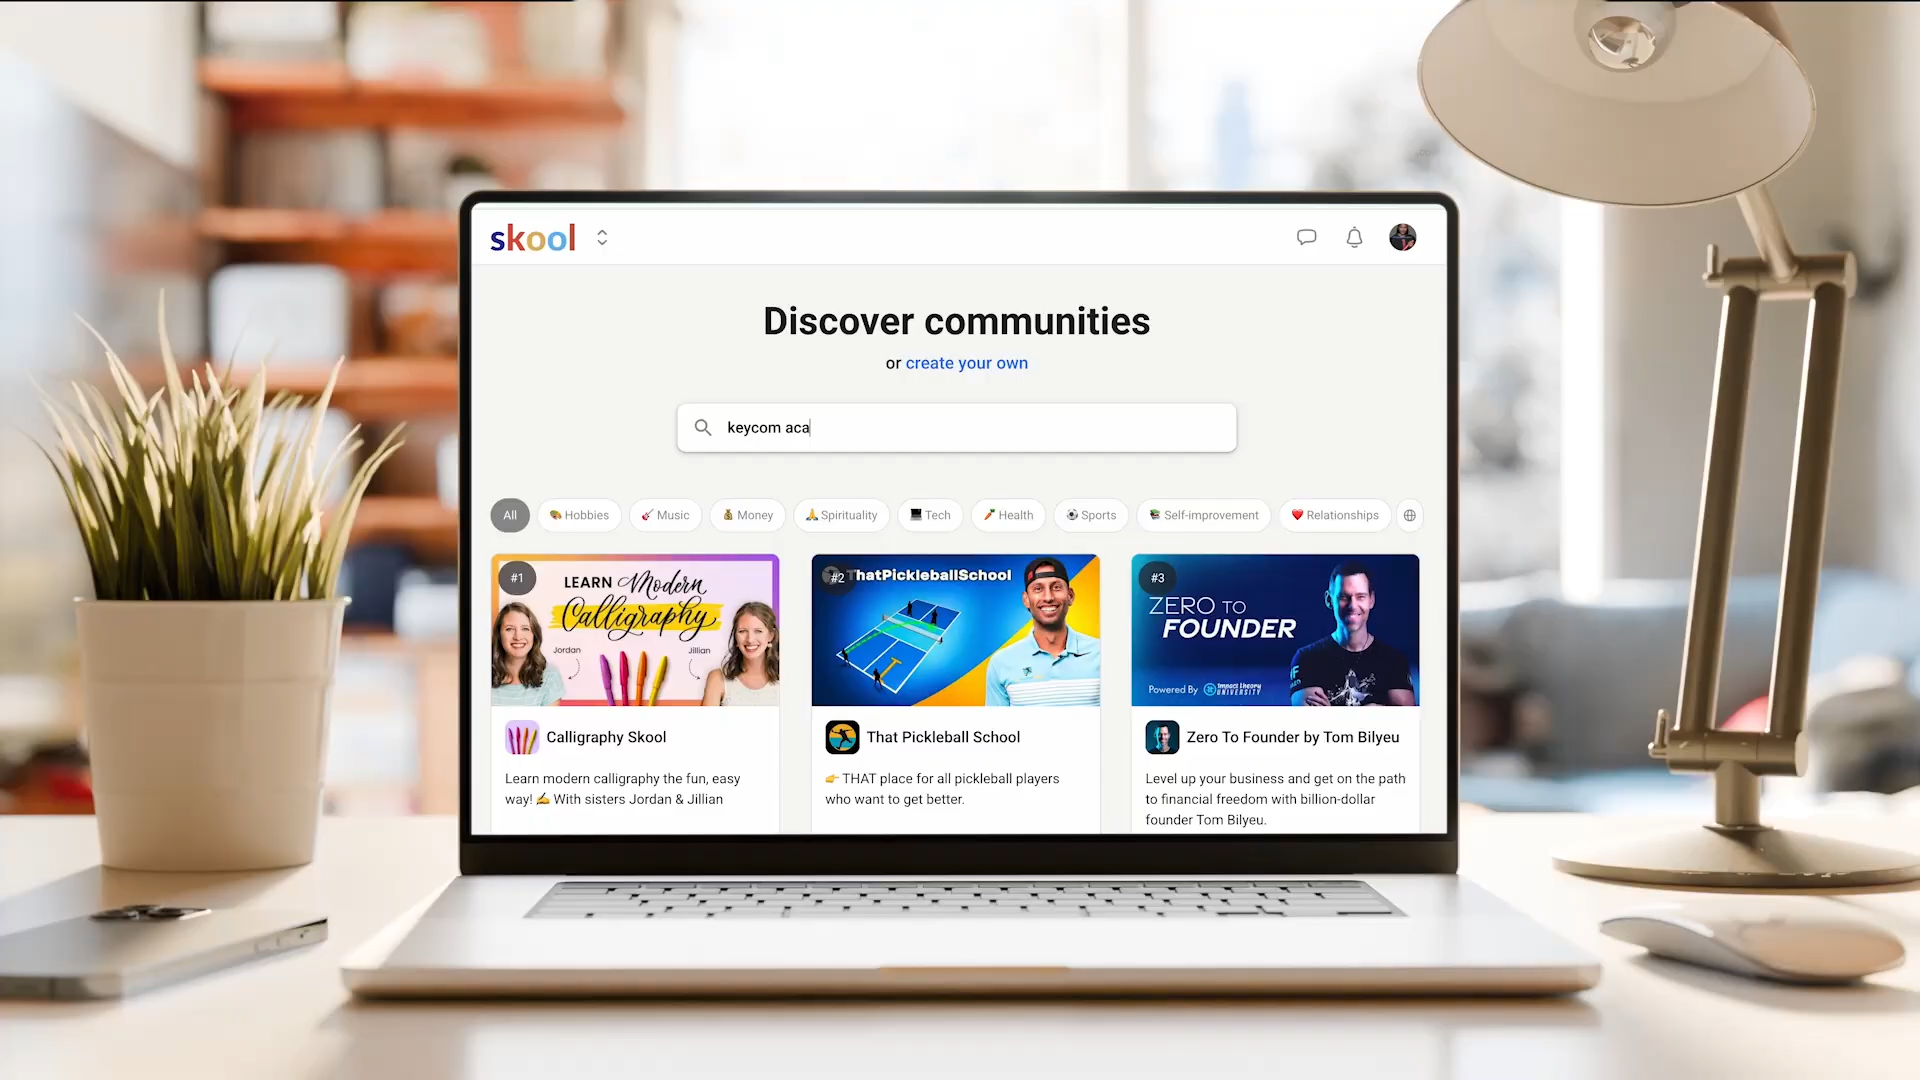 skool
Discover communities
or create your own
keycom aca
All
Hobbies
Music
Money
Spirituality
Tech
Health
Sports
Self-improvement
Relationships
#1
LEARN Modern
Calligraphy
Jordan
Jillian
Calligraphy Skool
Learn modern calligraphy the fun, easy
way! ✍️ With sisters Jordan & Jillian
#2
ThatPickleballSchool
That Pickleball School
👉 THAT place for all pickleball players
who want to get better.
#3
ZERO TO
FOUNDER
Powered By impact theory
UNIVERSITY
Zero To Founder by Tom Bilyeu
Level up your business and get on the path
to financial freedom with billion-dollar
founder Tom Bilyeu.